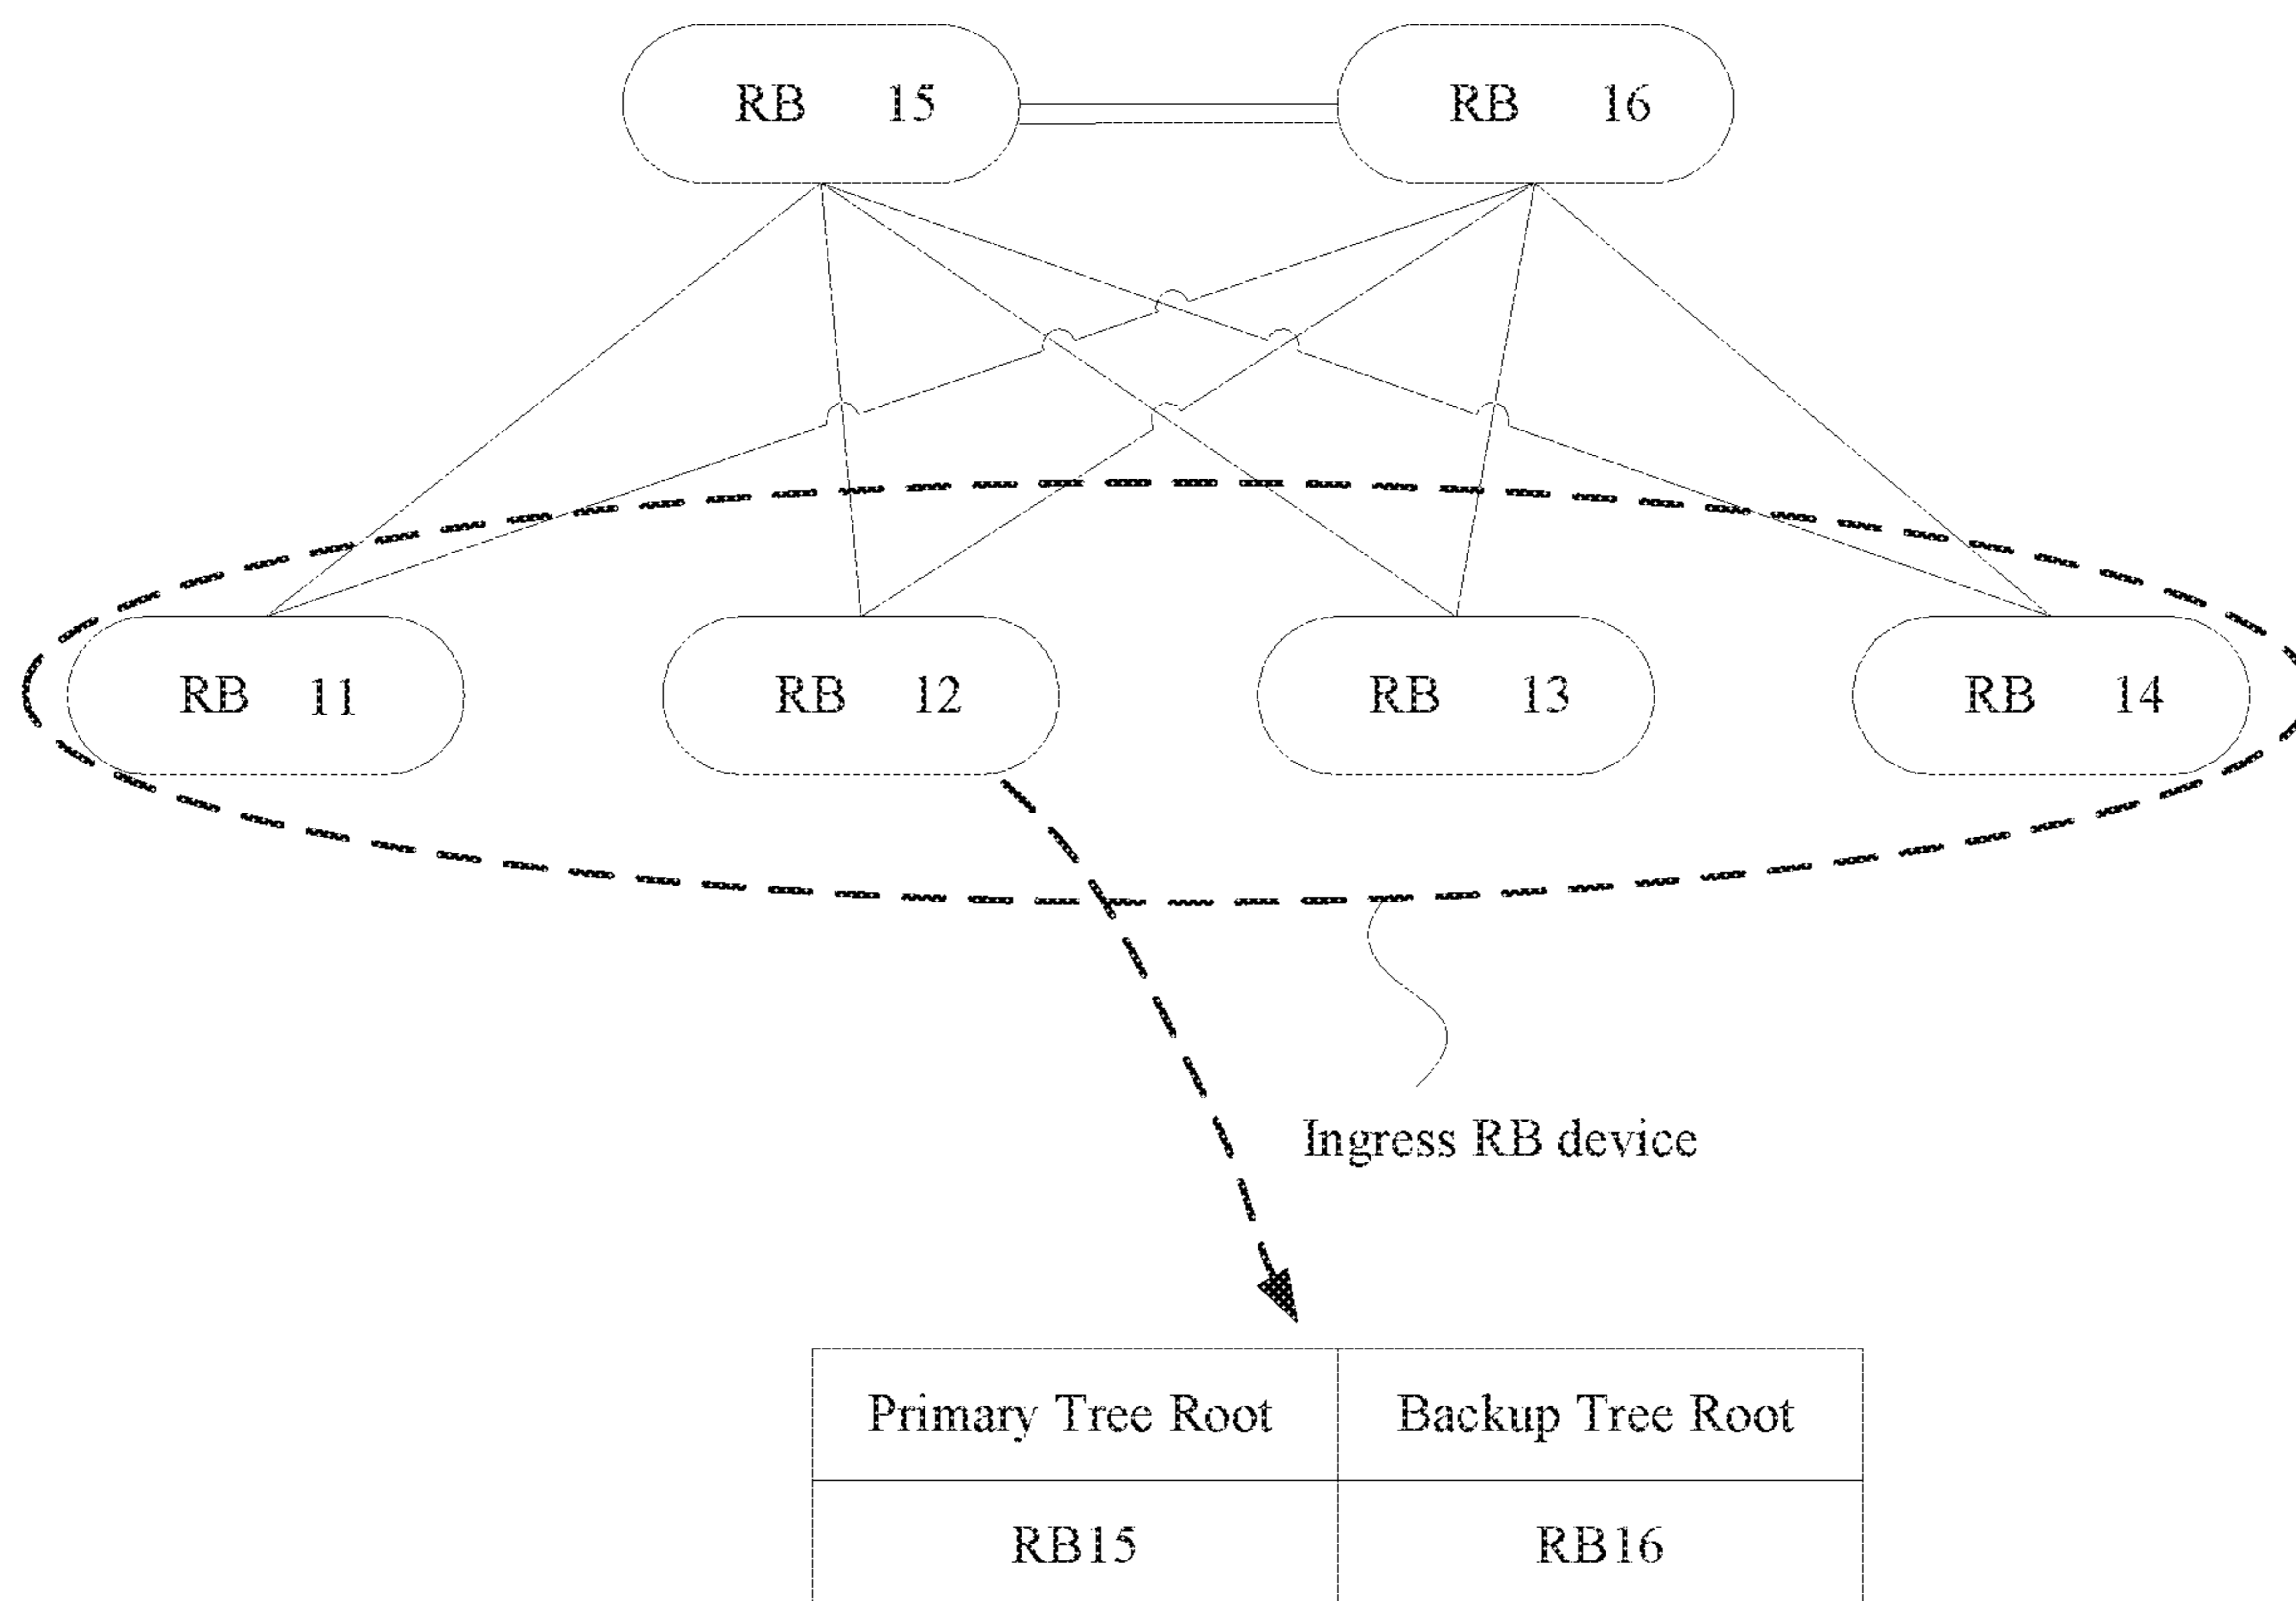 RB 15
RB 16
RB 11
RB 12
RB 13
RB 14
Ingress RB device
Primary Tree Root
Backup Tree Root
RB15
RB16